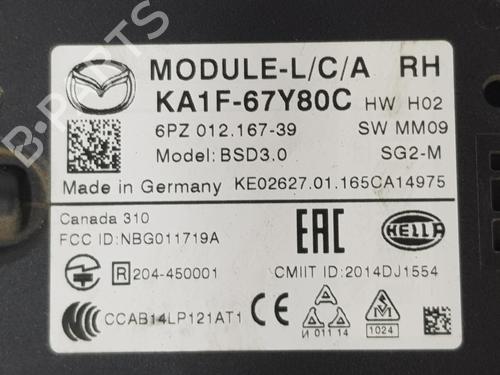 MODULE-L/C/A RH
KA1F-67Y80C HW H02
6PZ 012.167-39 SW MM09
Model: BSD3.0 SG2-M
Made in Germany KE02627.01.165CA14975
Canada 310
FCC ID:NBG011719A
EAC
HELLA
R 204-450001
CMIIT ID:2014DJ1554
CCAB14LP121AT1
CE
И 011 14
1024